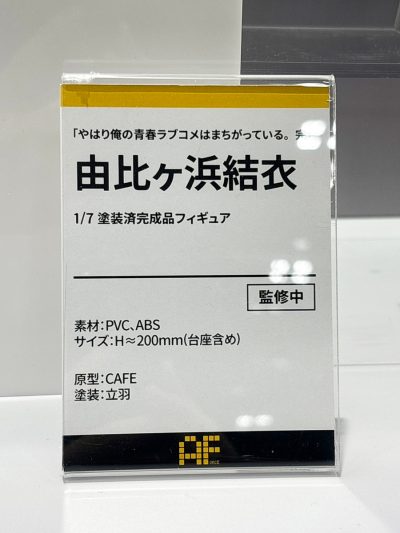 「やはり俺の青春ラブコメはまちがっている。完」
由比ヶ浜結衣
1/7 塗装済完成品フィギュア
監修中
素材：PVC、ABS
サイズ：H≈200mm(台座含め)
原型：CAFE
塗装：立羽
AF